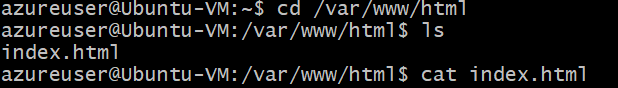 azureuser@Ubuntu-VM:~$ cd /var/www/html
azureuser@Ubuntu-VM:/var/www/html$ ls
index.html
azureuser@Ubuntu-VM:/var/www/html$ cat index.html